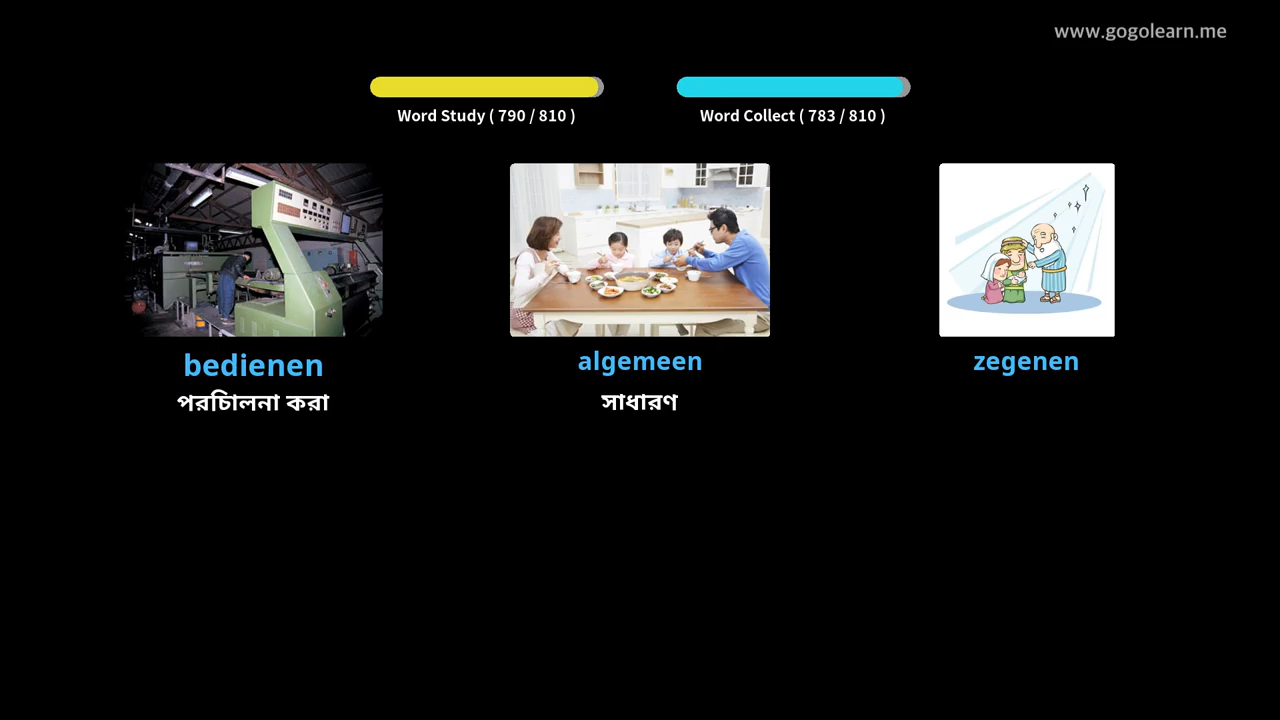 www.gogolearn.me
Word Study ( 790 / 810 )
Word Collect ( 783 / 810 )
bedienen
পরিচালনা করা
algemeen
সাধারণ
zegenen